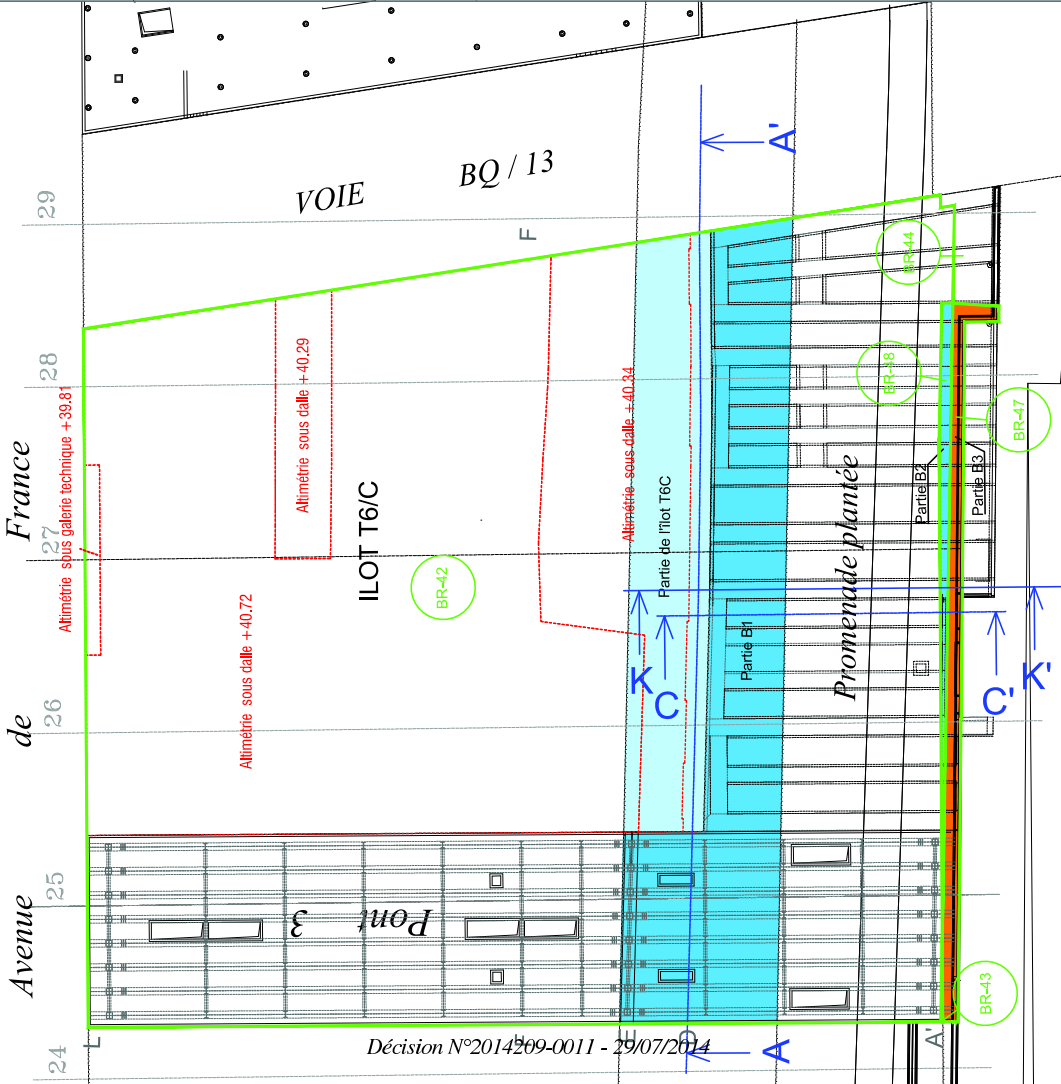 Avenue de France
24
25
26
27
28
29
VOIE BQ / 13
F
A'
Altimétrie sous galerie technique +39.81
Altimétrie sous dalle +40.29
Altimétrie sous dalle +40.72
Altimétrie sous dalle +40.34
ILOT T6/C
BR-42
Partie de l'îlot T6C
K
C
Partie B1
Promenade plantée
Partie B2
Partie B3
BR-44
BR-48
BR-47
C'
K'
Pont 3
L
F
E
D
A'
A
BR-43
Décision N°2014209-0011 - 29/07/2014